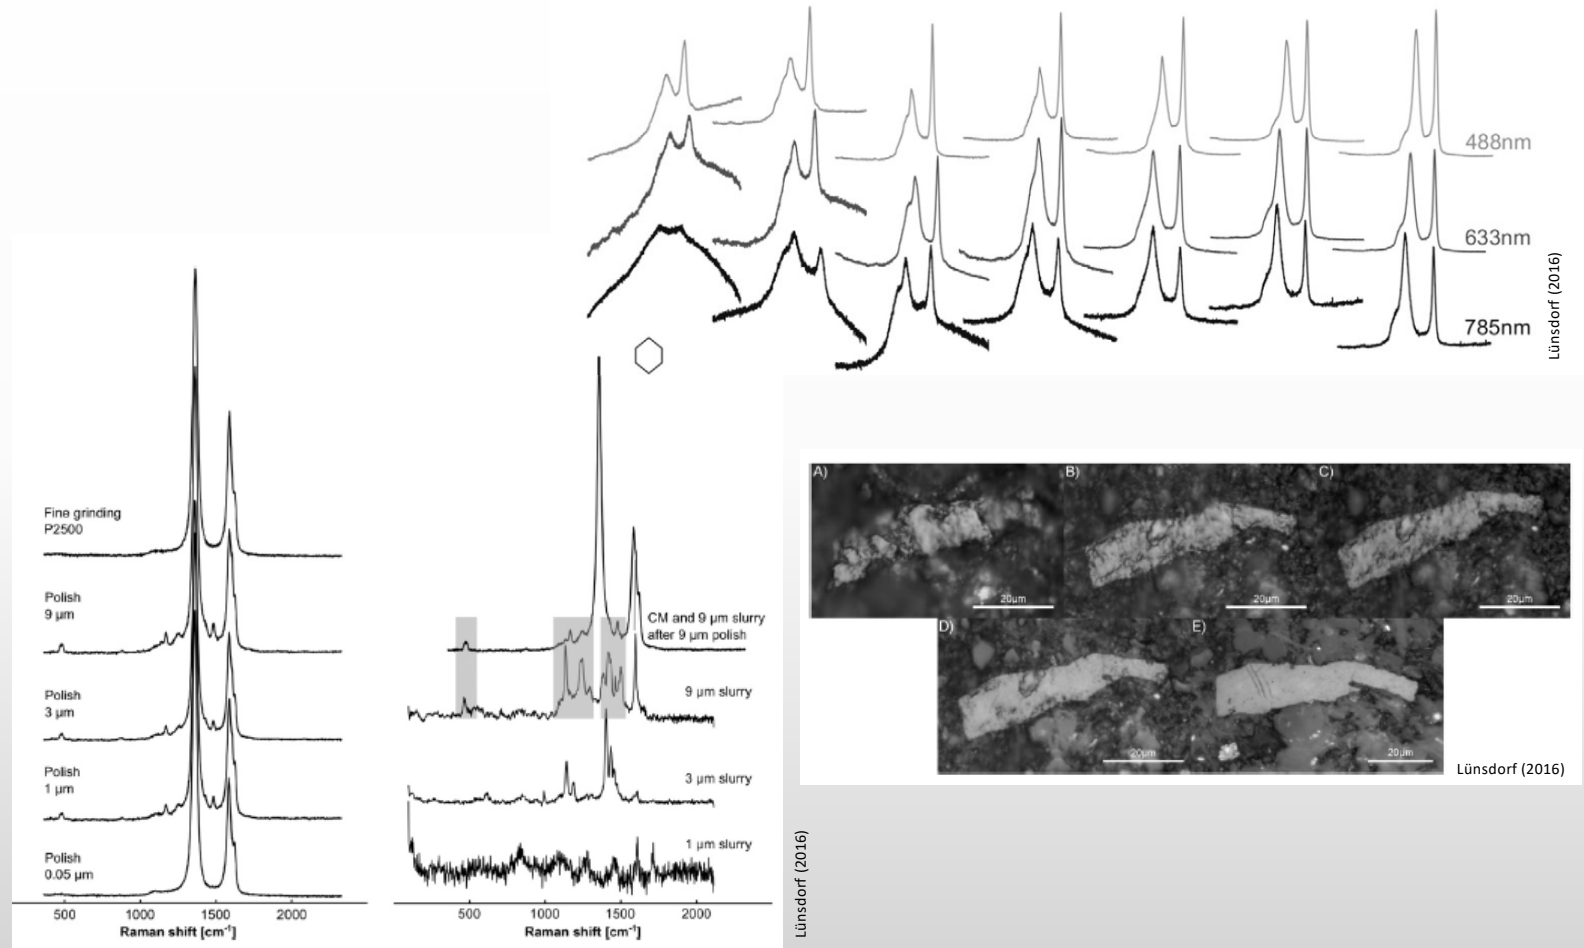 488nm
633nm
785nm
Lünsdorf (2016)
Fine grinding
P2500
Polish
9 µm
Polish
3 µm
Polish
1 µm
Polish
0.05 µm
500
1000
1500
2000
Raman shift [cm⁻¹]
CM and 9 µm slurry
after 9 µm polish
9 µm slurry
3 µm slurry
1 µm slurry
500
1000
1500
2000
Raman shift [cm⁻¹]
Lünsdorf (2016)
A)
20µm
B)
20µm
C)
20µm
D)
20µm
E)
20µm
Lünsdorf (2016)